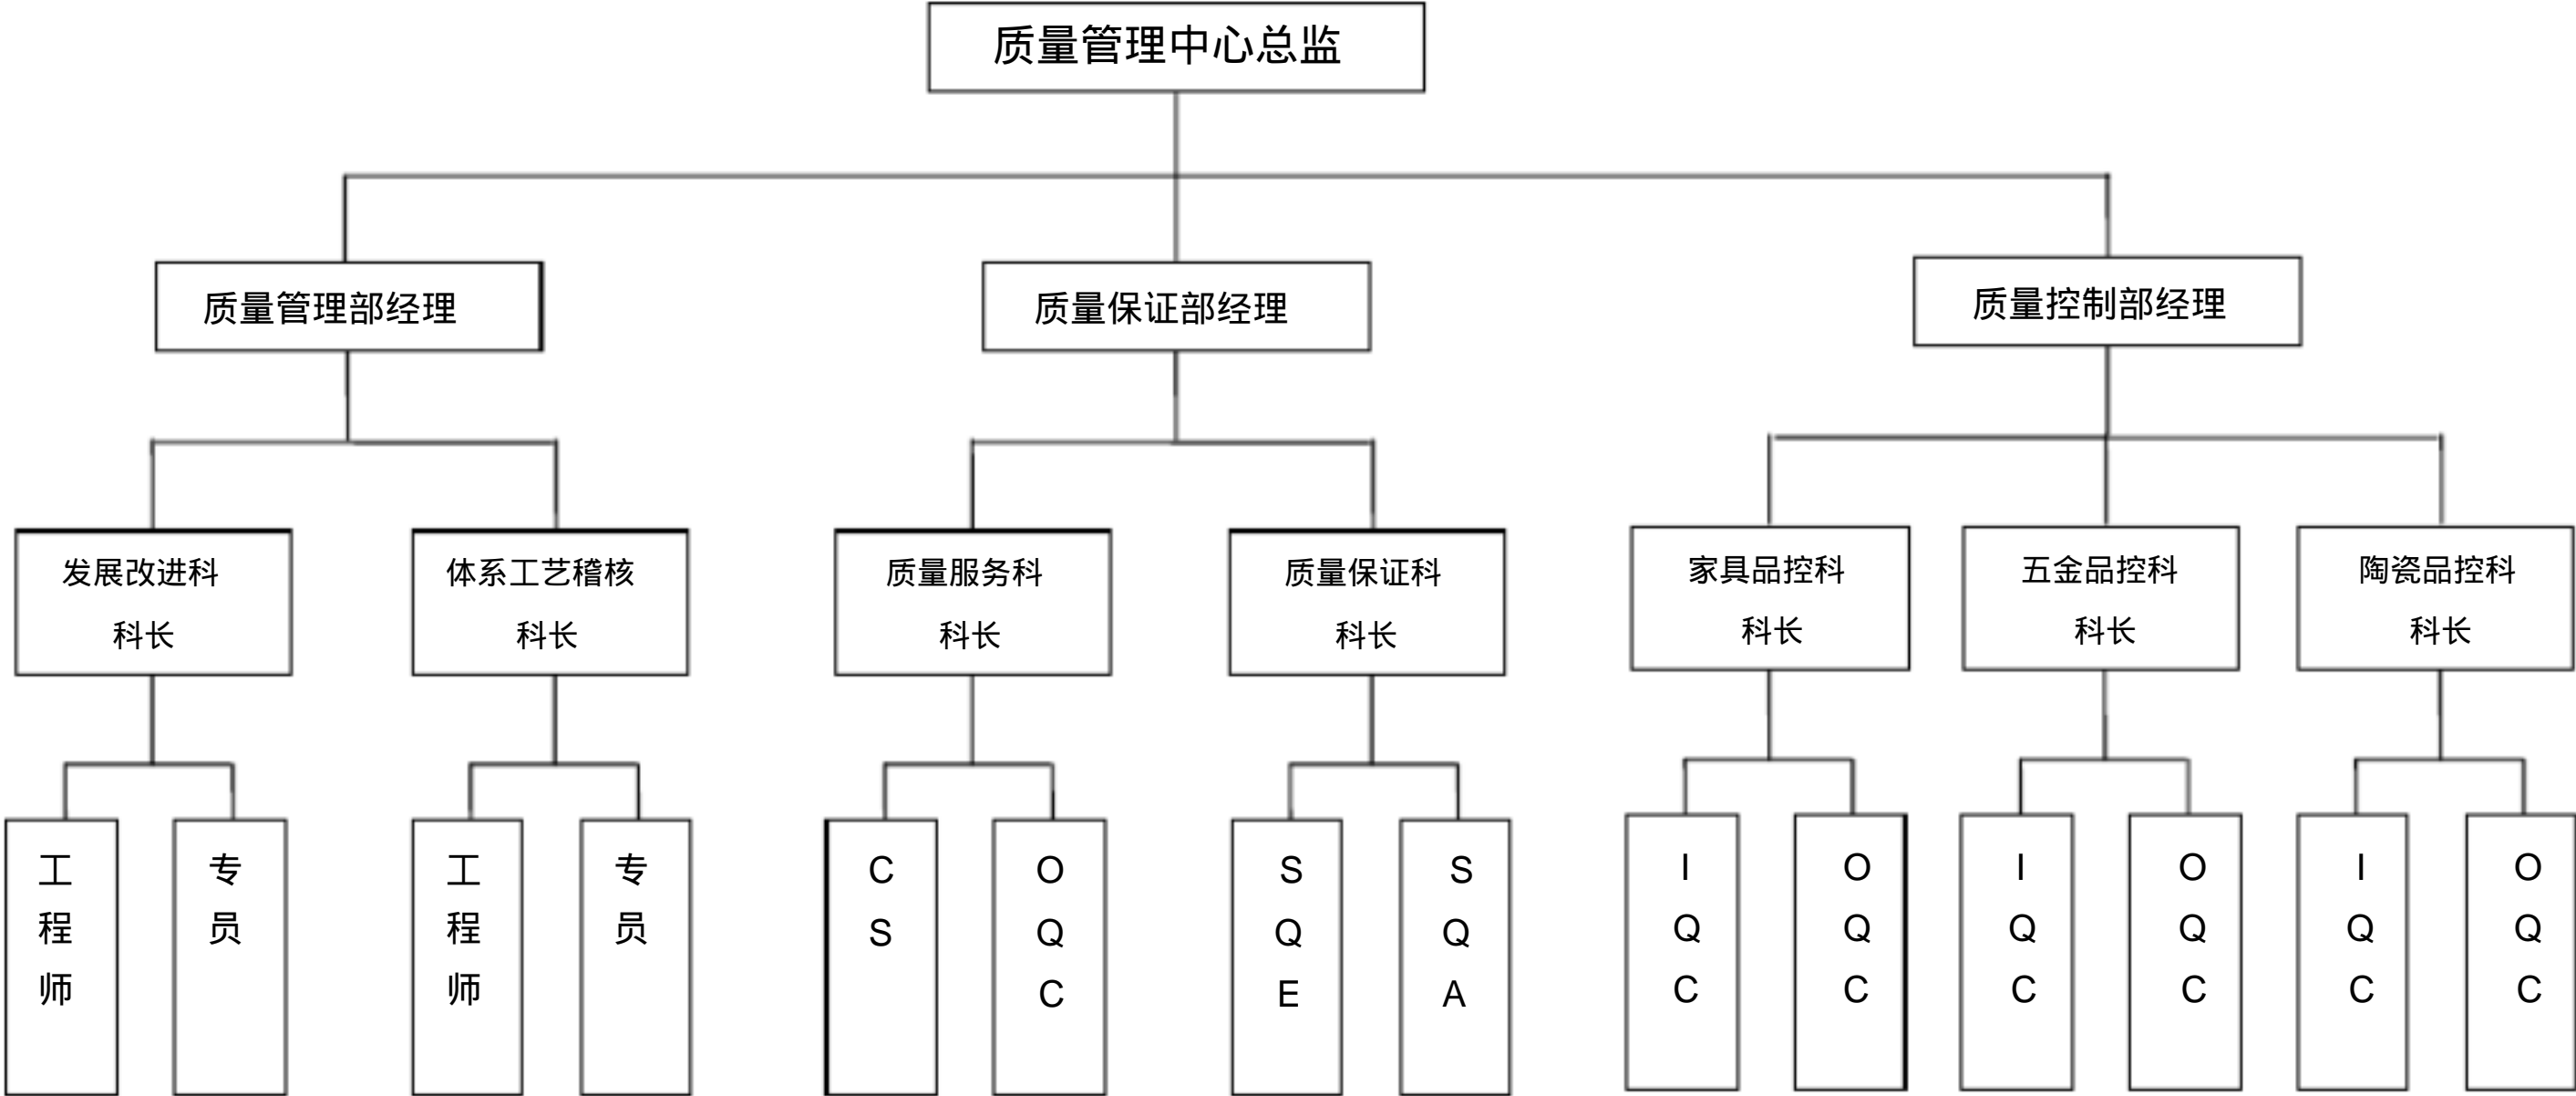 质量管理中心总监
质量管理部经理
质量保证部经理
质量控制部经理
发展改进科
科长
体系工艺稽核
科长
质量服务科
科长
质量保证科
科长
家具品控科
科长
五金品控科
科长
陶瓷品控科
科长
工
程
师
专
员
工
程
师
专
员
C
S
O
Q
C
S
Q
E
S
Q
A
I
Q
C
O
Q
C
I
Q
C
O
Q
C
I
Q
C
O
Q
C